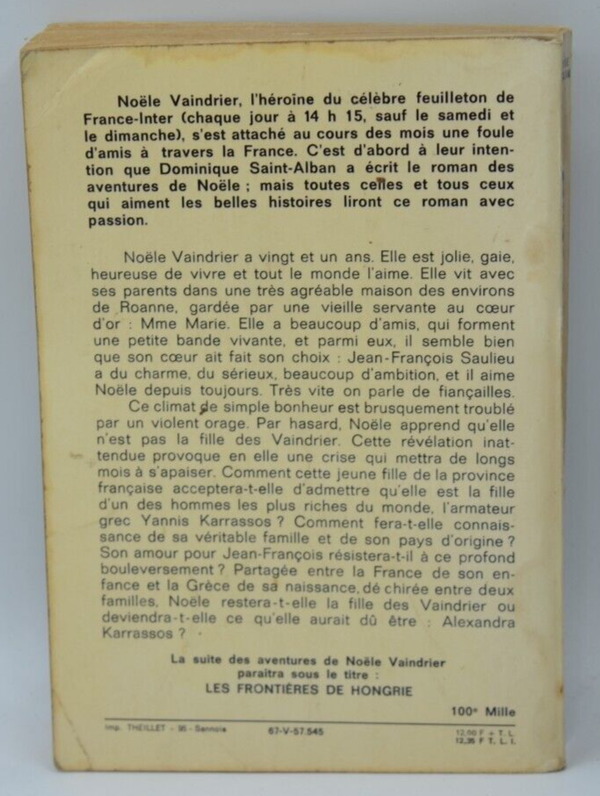 Noële Vaindrier, l'héroïne du célèbre feuilleton de
France-Inter (chaque jour à 14 h 15, sauf le samedi et
le dimanche), s'est attaché au cours des mois une foule
d'amis à travers la France. C'est d'abord à leur inten-
tion que Dominique Saint-Alban a écrit le roman des
aventures de Noële ; mais toutes celles et tous ceux
qui aiment les belles histoires liront ce roman avec
passion.
Noële Vaindrier a vingt et un ans. Elle est jolie, gaie,
heureuse de vivre et tout le monde l'aime. Elle vit avec
ses parents dans une très agréable maison des environs
de Roanne, gardée par une vieille servante au cœur
d'or : Mme Marie. Elle a beaucoup d'amis, qui forment
une petite bande vivante, et parmi eux, il semble bien
que son cœur ait fait son choix : Jean-François Saulieu
a du charme, du sérieux, beaucoup d'ambition, et il aime
Noële depuis toujours. Très vite on parle de fiançailles.
Ce climat de simple bonheur est brusquement troublé
par un violent orage. Par hasard, Noële apprend qu'elle
n'est pas la fille des Vaindrier. Cette révélation inat-
tendue provoque en elle une crise qui mettra de longs
mois à s'apaiser. Comment cette jeune fille de la province
française acceptera-t-elle d'admettre qu'elle est la fille
d'un des hommes les plus riches du monde, l'armateur
grec Yannis Karrassos ? Comment fera-t-elle connais-
sance de sa véritable famille et de son pays d'origine ?
Son amour pour Jean-François résistera-t-il à ce profond
bouleversement ? Partagée entre la France de son en-
fance et la Grèce de sa naissance, dé chirée entre deux
familles, Noële restera-t-elle la fille des Vaindrier ou
deviendra-t-elle ce qu'elle aurait dû être : Alexandra
Karrassos ?
La suite des aventures de Noële Vaindrier
paraitra sous le titre :
LES FRONTIÈRES DE HONGRIE
100e Mille
Imp. THEILLET - 95 - Sannois 67-V-57.545 12,00 F + T. L.
12,35 F T. L. I.